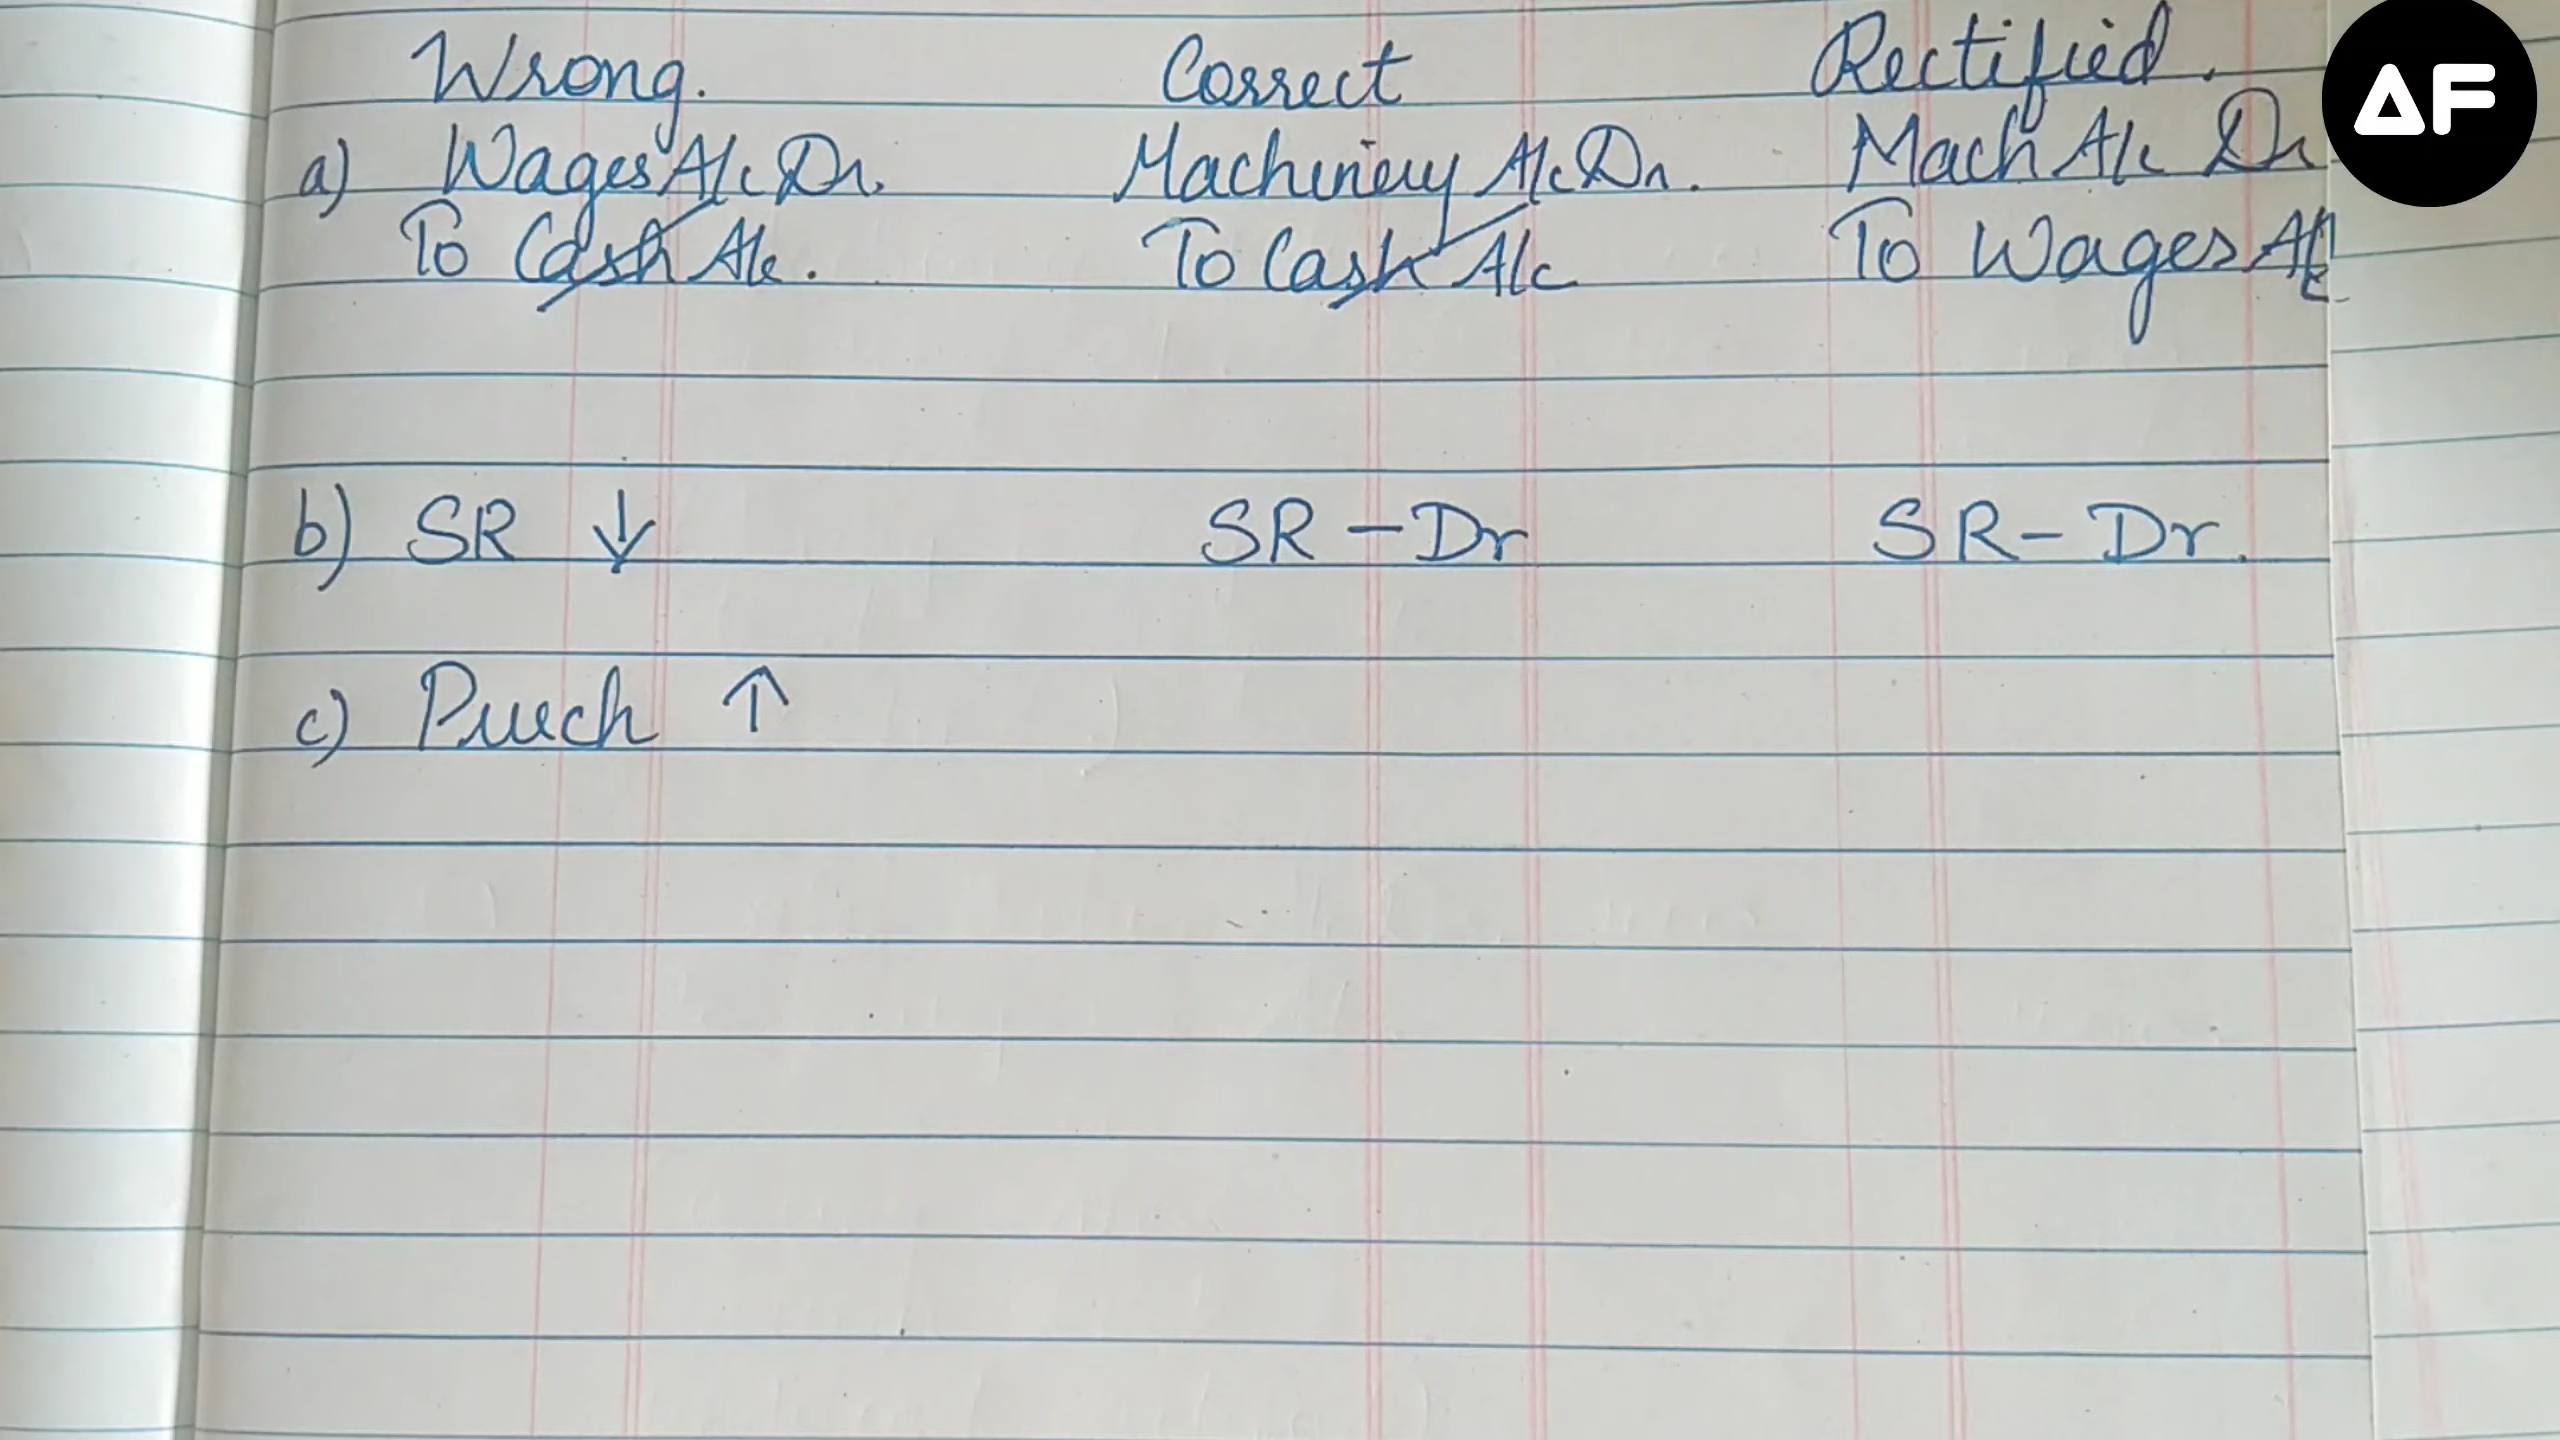 Wrong. Correct Rectified.
a) Wages A/c Dr. Machinery A/c Dr. Mach A/c Dr
To Cash A/c. To Cash A/c To Wages A/c
b) SR ↓ SR - Dr SR - Dr.
c) Purch ↑
AF